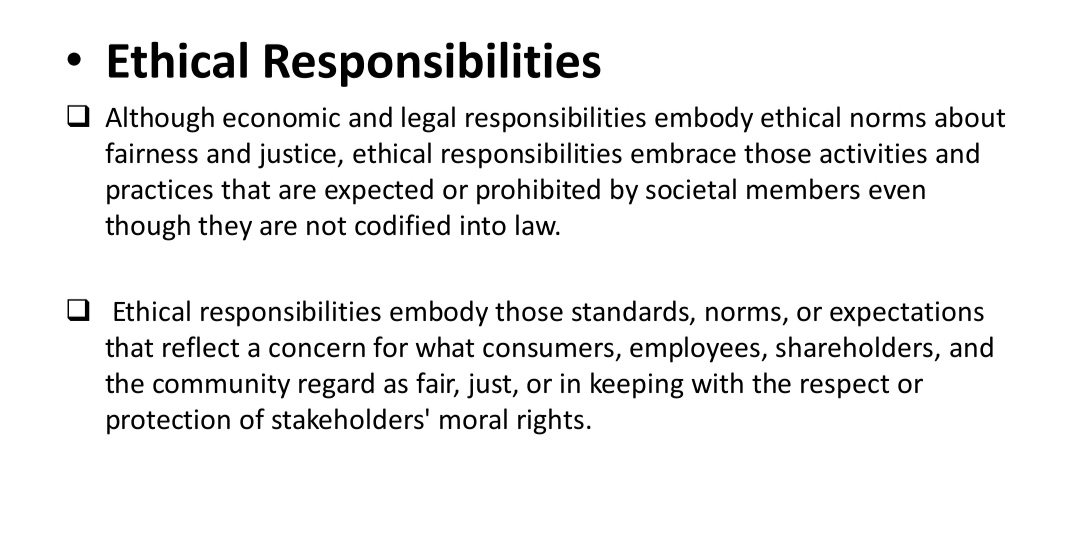 • Ethical Responsibilities
❑ Although economic and legal responsibilities embody ethical norms about
fairness and justice, ethical responsibilities embrace those activities and
practices that are expected or prohibited by societal members even
though they are not codified into law.
❑ Ethical responsibilities embody those standards, norms, or expectations
that reflect a concern for what consumers, employees, shareholders, and
the community regard as fair, just, or in keeping with the respect or
protection of stakeholders' moral rights.